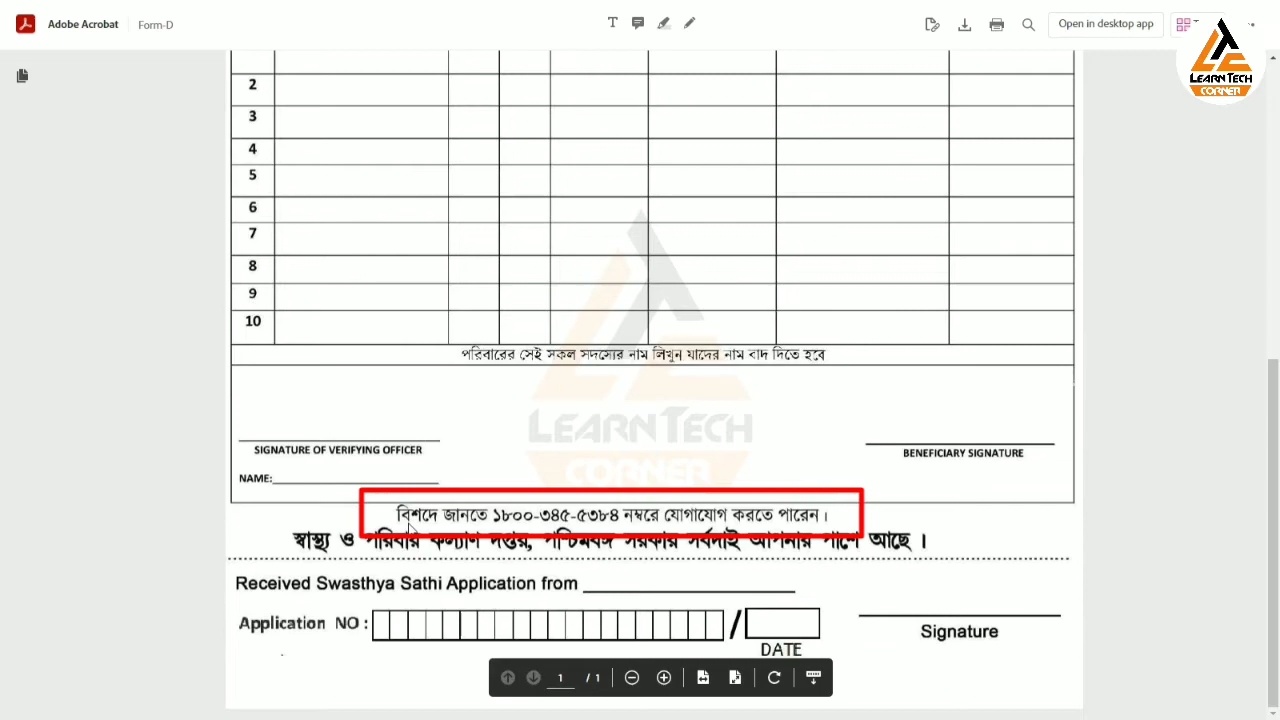 Adobe Acrobat
Form-D
Open in desktop app
LEARNTECH
CORNER
2
3
4
5
6
7
8
9
10
পরিবারের সেই সকল সদস্যের নাম লিখুন যাদের নাম বাদ দিতে হবে
LEARNTECH
CORNER
SIGNATURE OF VERIFYING OFFICER
BENEFICIARY SIGNATURE
NAME:
বিশদে জানতে ১৮০০-৩৪৫-৫৩৮৪ নম্বরে যোগাযোগ করতে পারেন।
স্বাস্থ্য ও পরিবার কল্যাণ দপ্তর, পশ্চিমবঙ্গ সরকার সর্বদাই আপনার পাশে আছে।
Received Swasthya Sathi Application from
Application NO : /
DATE
Signature
1 / 1